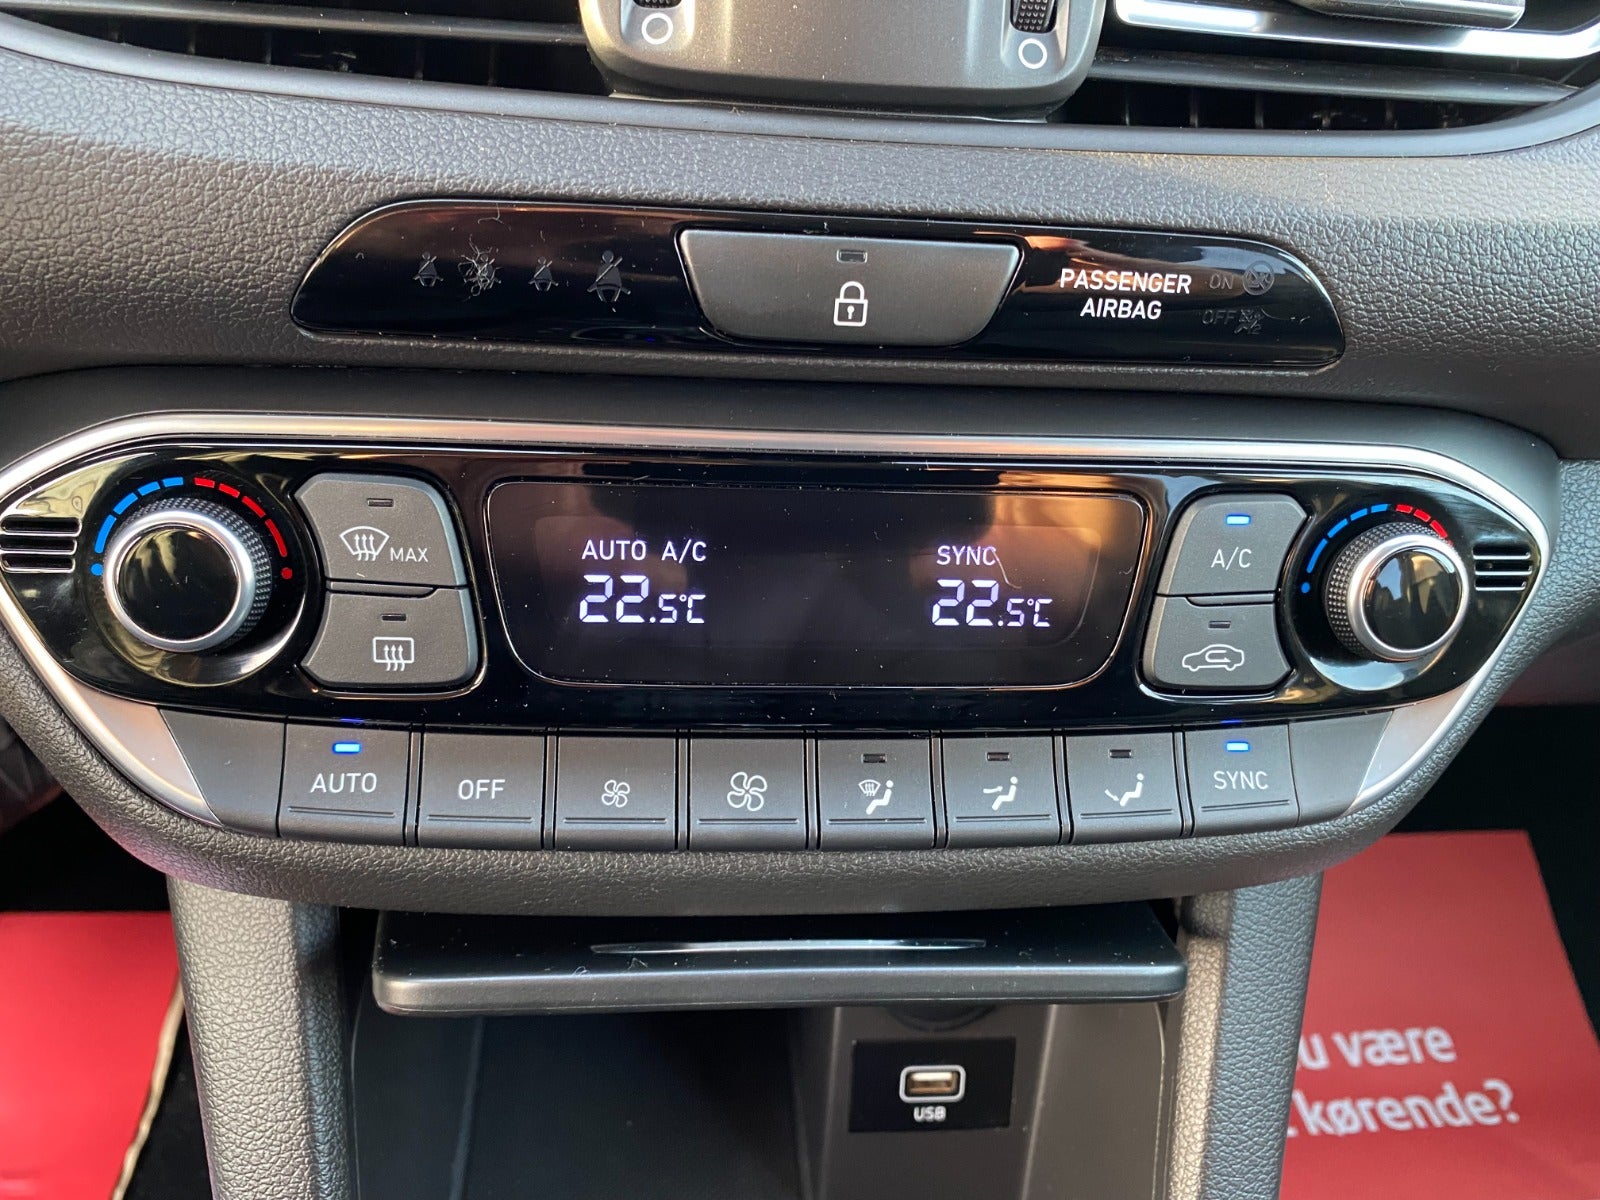 PASSENGER ON
AIRBAG OFF
MAX
AUTO A/C SYNC
22.5°C 22.5°C
A/C
AUTO OFF SYNC
USB
u være
kørende?